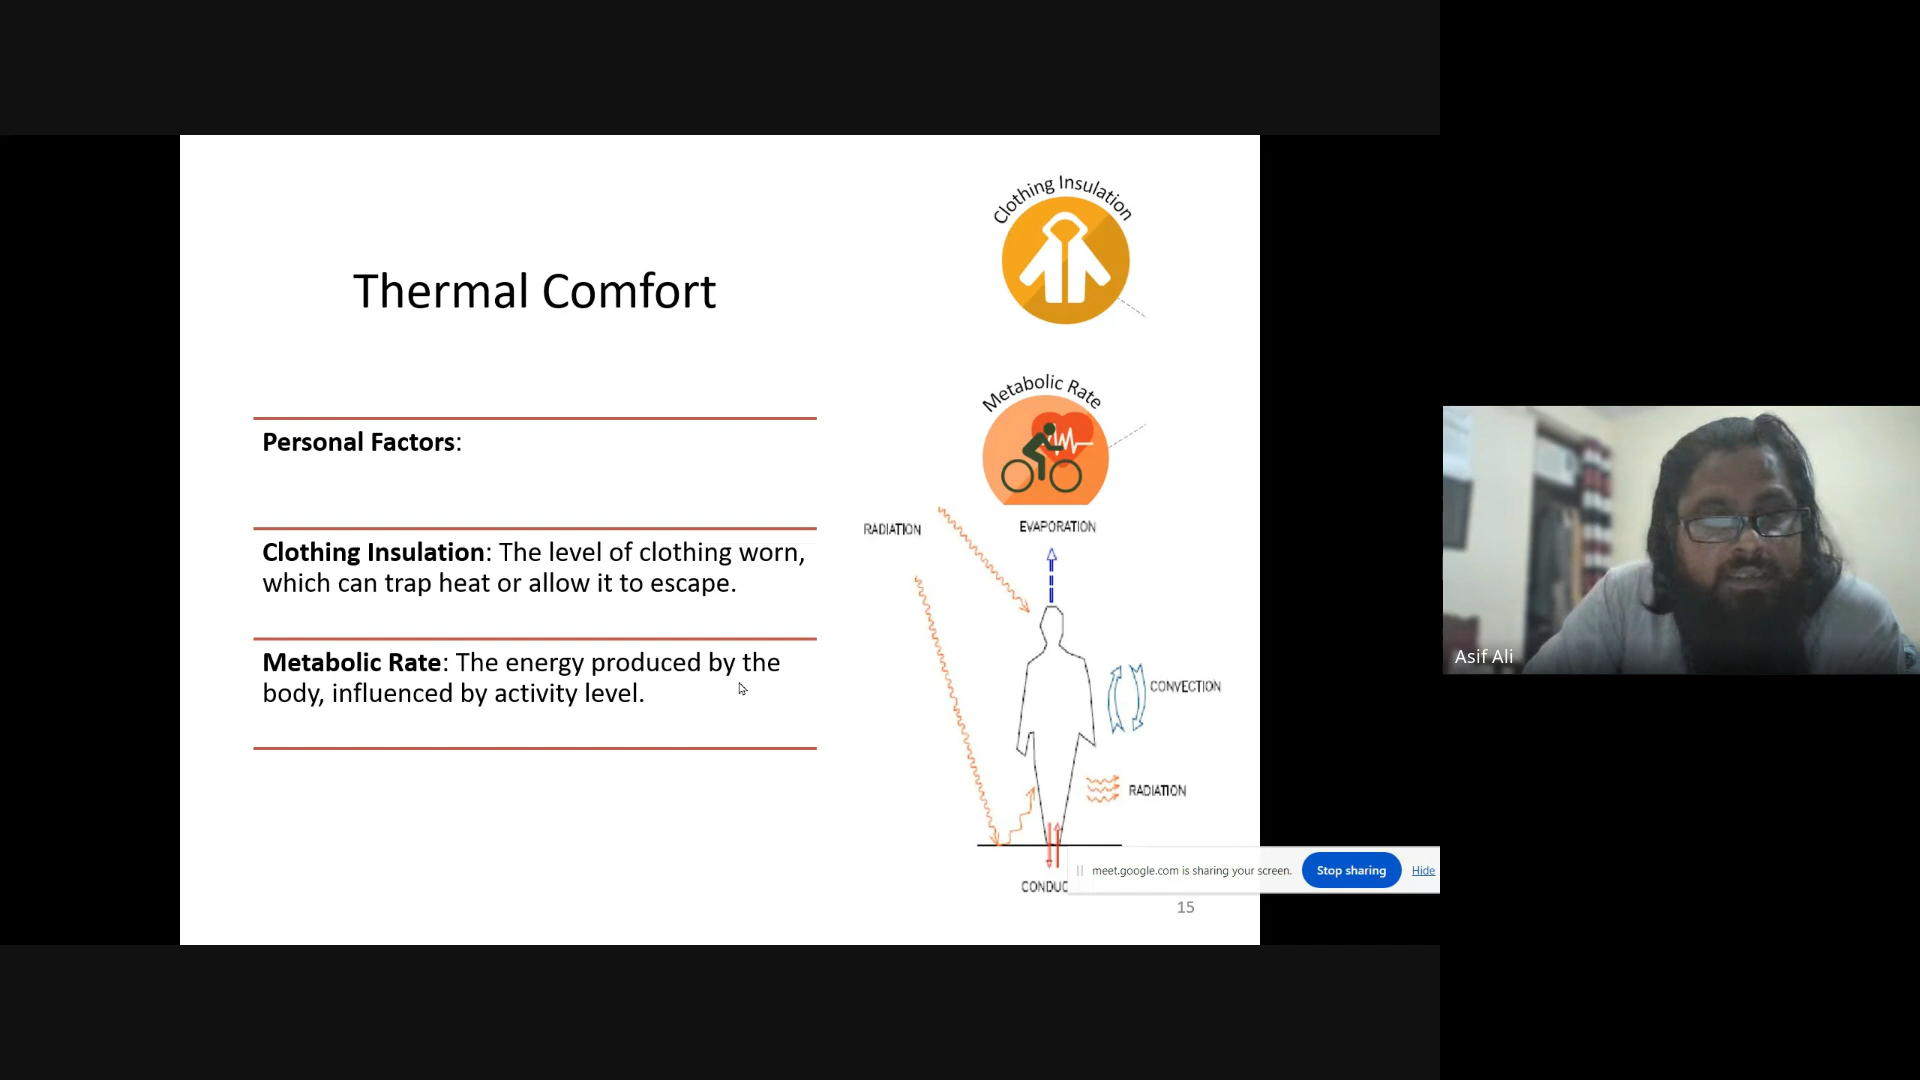 Clothing Insulation
Thermal Comfort
Metabolic Rate
Personal Factors:
RADIATION
EVAPORATION
Clothing Insulation: The level of clothing worn,
which can trap heat or allow it to escape.
Metabolic Rate: The energy produced by the
body, influenced by activity level.
CONVECTION
RADIATION
CONDUC
meet.google.com is sharing your screen.
Stop sharing
Hide
15
Asif Ali